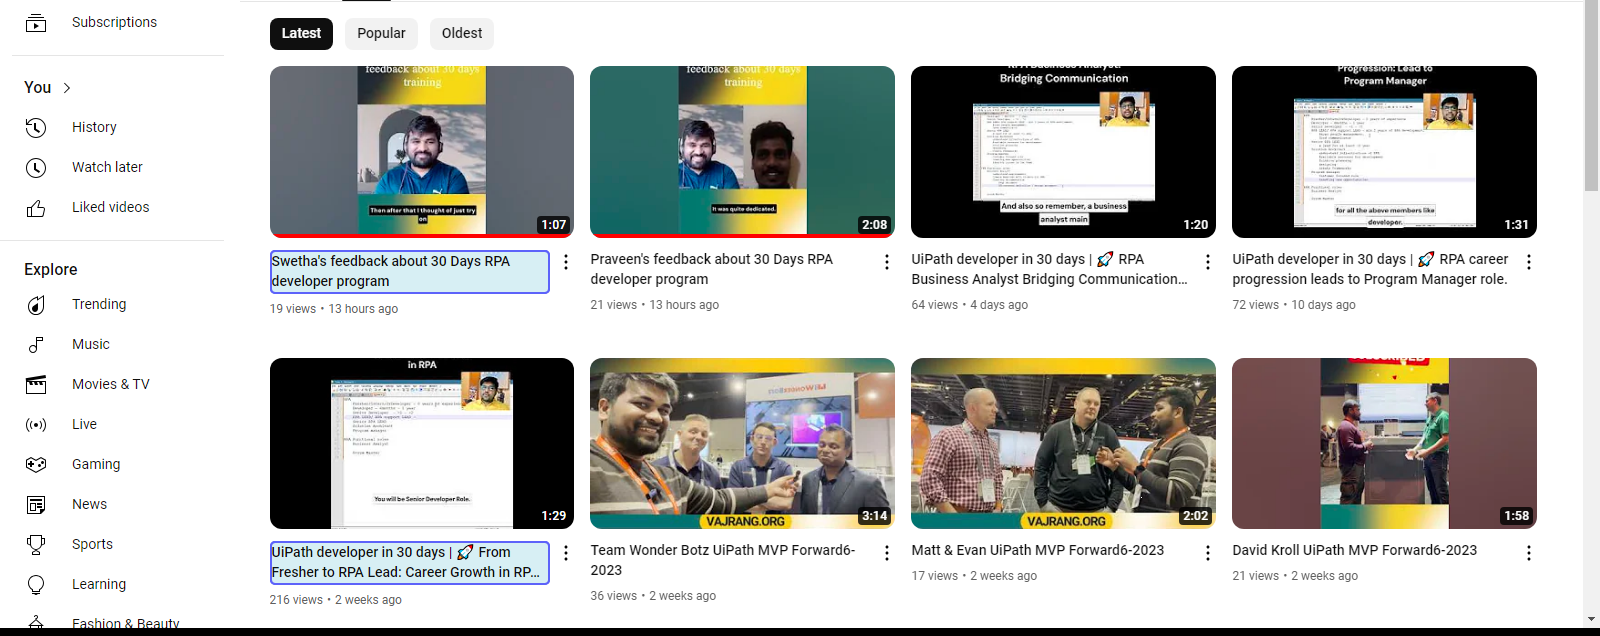 Subscriptions
You
History
Watch later
Liked videos
Explore
Trending
Music
Movies & TV
Live
Gaming
News
Sports
Learning
Fashion & Beauty
Latest
Popular
Oldest
feedback about 30 days
training
Then after that I thought of just try
on
1:07
Swetha's feedback about 30 Days RPA
developer program
19 views • 13 hours ago
feedback about 30 days
training
It was quite dedicated.
2:08
Praveen's feedback about 30 Days RPA
developer program
21 views • 13 hours ago
RPA Business Analyst:
Bridging Communication
And also so remember, a business
analyst main
1:20
UiPath developer in 30 days | 🚀 RPA
Business Analyst Bridging Communication...
64 views • 4 days ago
Progression: Lead to
Program Manager
for all the above members like
developer.
1:31
UiPath developer in 30 days | 🚀 RPA career
progression leads to Program Manager role.
72 views • 10 days ago
in RPA
You will be Senior Developer Role.
1:29
UiPath developer in 30 days | 🚀 From
Fresher to RPA Lead: Career Growth in RP...
216 views • 2 weeks ago
VAJRANG.ORG
3:14
Team Wonder Botz UiPath MVP Forward6-
2023
36 views • 2 weeks ago
VAJRANG.ORG
2:02
Matt & Evan UiPath MVP Forward6-2023
17 views • 2 weeks ago
1:58
David Kroll UiPath MVP Forward6-2023
21 views • 2 weeks ago